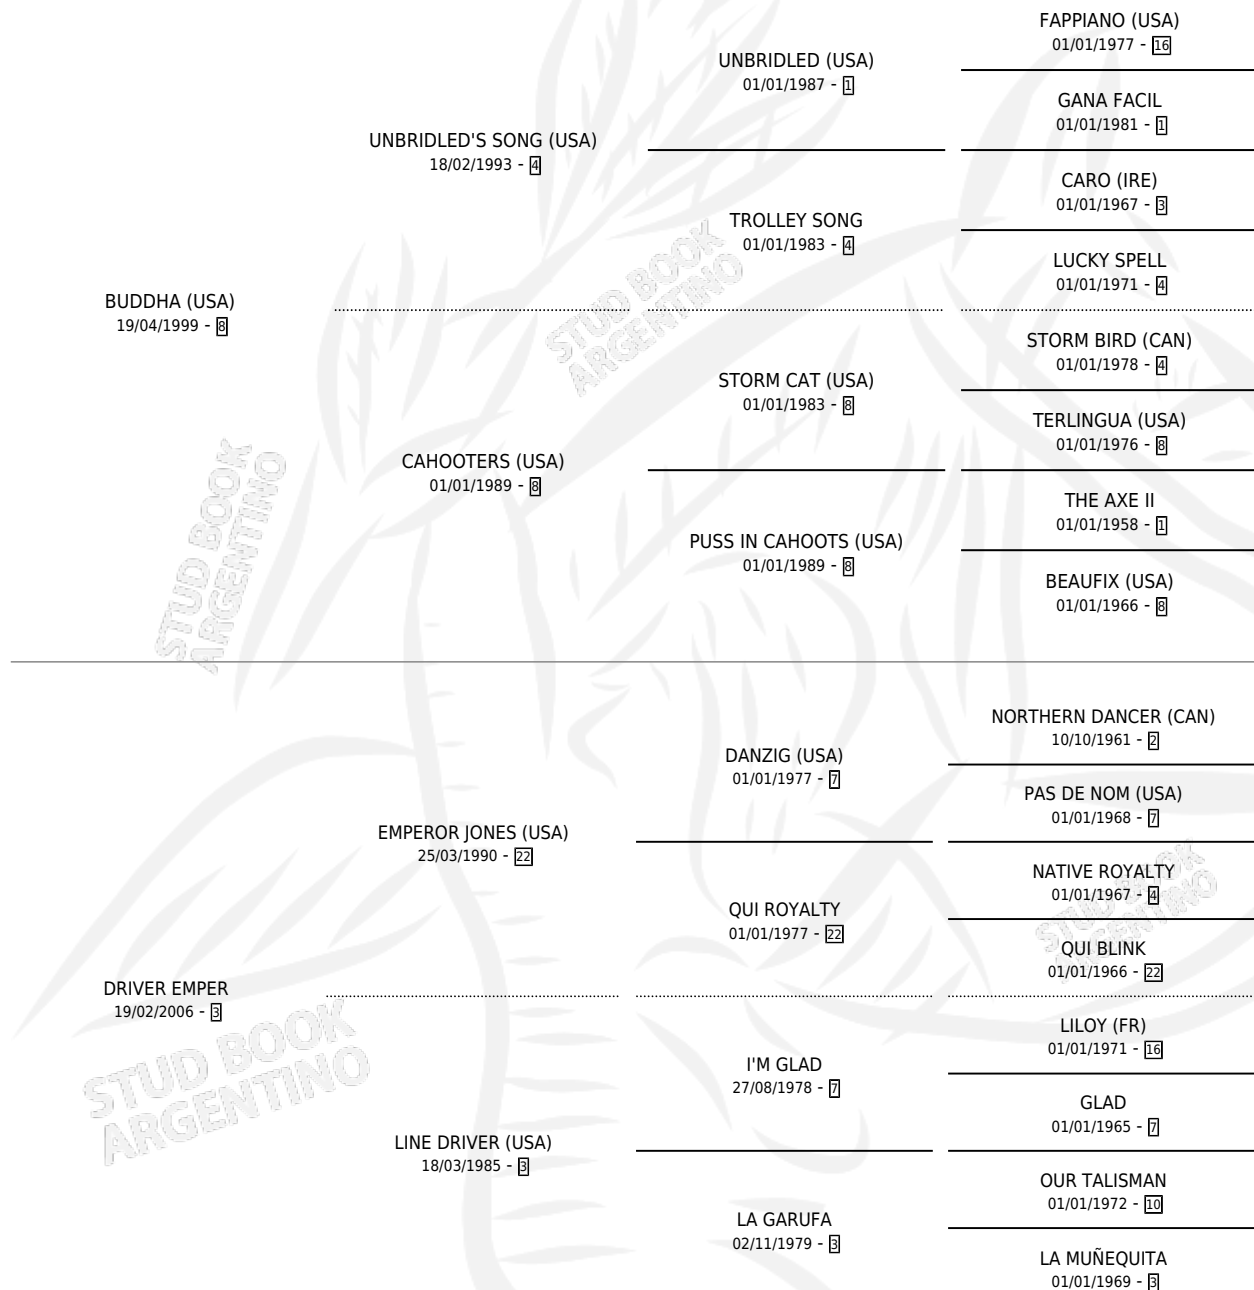 FAPPIANO (USA)
01/01/1977 - 16
UNBRIDLED (USA)
01/01/1987 - 1
GANA FACIL
01/01/1981 - 1
UNBRIDLED'S SONG (USA)
18/02/1993 - 4
CARO (IRE)
01/01/1967 - 3
TROLLEY SONG
01/01/1983 - 4
LUCKY SPELL
01/01/1971 - 4
BUDDHA (USA)
19/04/1999 - 8
STORM BIRD (CAN)
01/01/1978 - 4
STORM CAT (USA)
01/01/1983 - 8
TERLINGUA (USA)
01/01/1976 - 8
CAHOOTERS (USA)
01/01/1989 - 8
THE AXE II
01/01/1958 - 1
PUSS IN CAHOOTS (USA)
01/01/1989 - 8
BEAUFIX (USA)
01/01/1966 - 8
NORTHERN DANCER (CAN)
10/10/1961 - 2
DANZIG (USA)
01/01/1977 - 7
PAS DE NOM (USA)
01/01/1968 - 7
EMPEROR JONES (USA)
25/03/1990 - 22
NATIVE ROYALTY
01/01/1967 - 4
QUI ROYALTY
01/01/1977 - 22
QUI BLINK
01/01/1966 - 22
DRIVER EMPER
19/02/2006 - 3
LILOY (FR)
01/01/1971 - 16
I'M GLAD
27/08/1978 - 7
GLAD
01/01/1965 - 7
LINE DRIVER (USA)
18/03/1985 - 3
OUR TALISMAN
01/01/1972 - 10
LA GARUFA
02/11/1979 - 3
LA MUÑEQUITA
01/01/1969 - 3
STUD BOOK
ARGENTINO
STUD BOOK
ARGENTINO
STUD BOOK
ARGENTINO
STUD BOOK
ARGENTINO